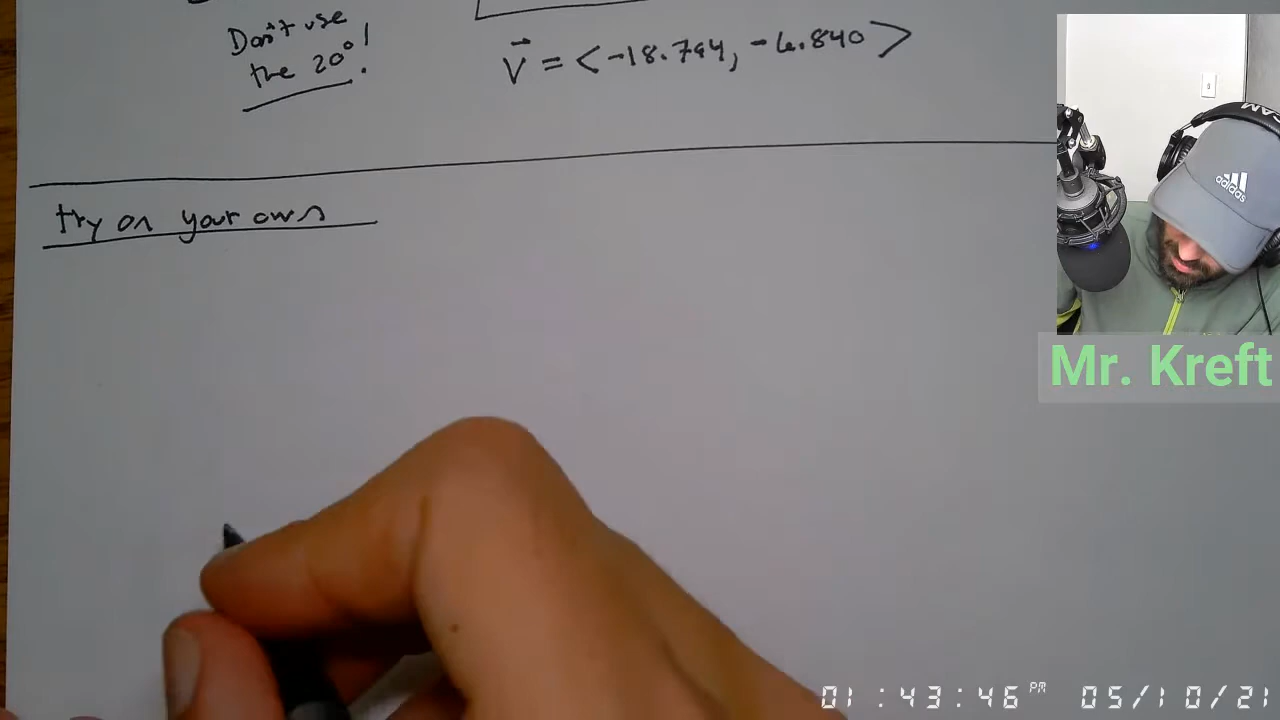 Don't use
the 20°!
v = <-18.794, -6.840>
try on your own
adidas
Mr. Kreft
01:43:46 PM 05/10/21